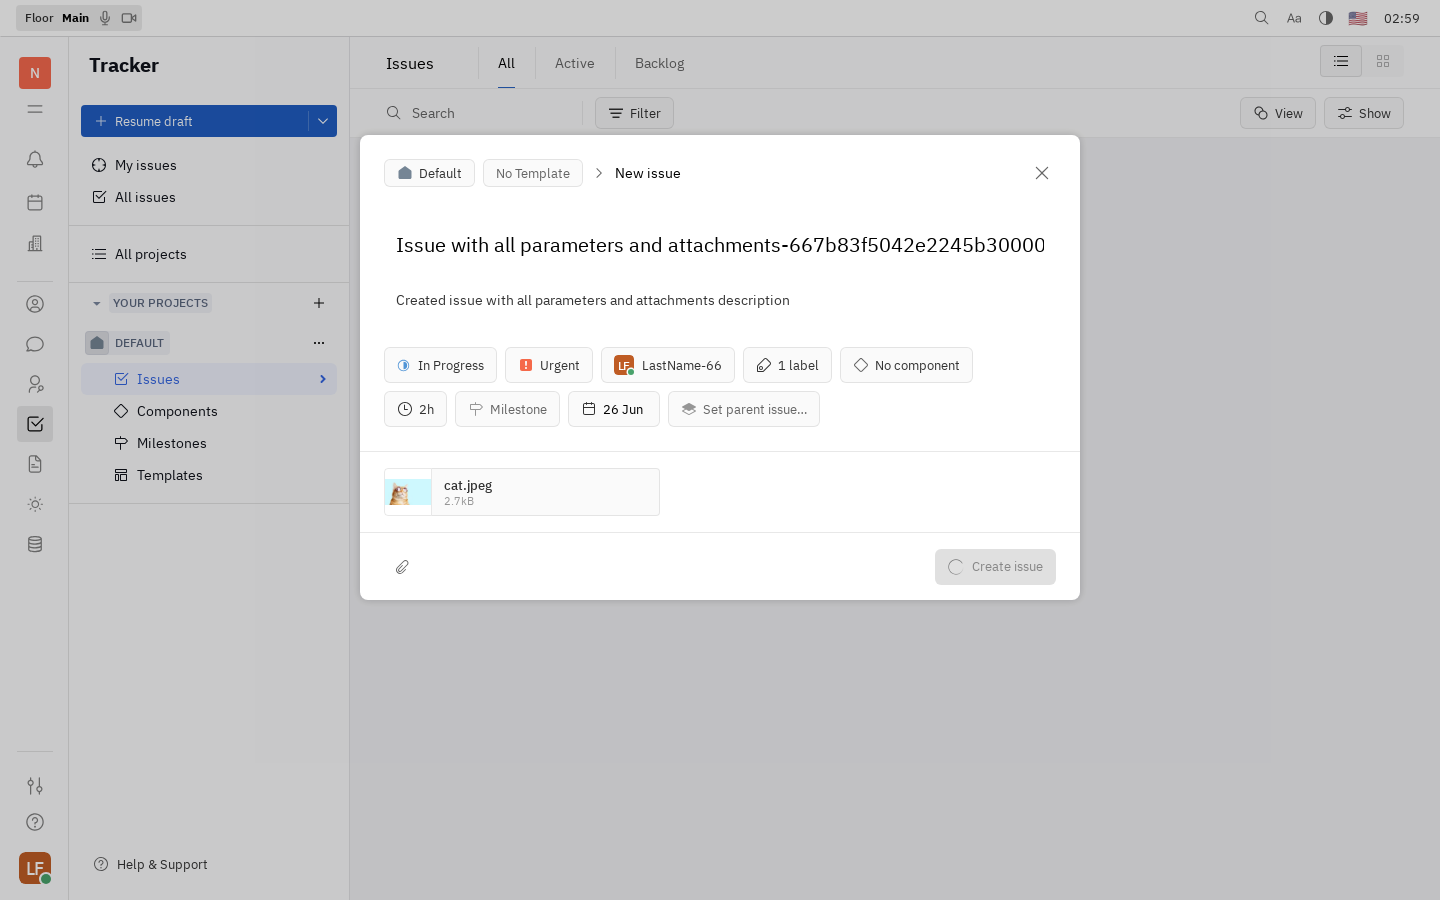 Floor Main
Aa
02:59
N
Tracker
Resume draft
My issues
All issues
All projects
YOUR PROJECTS
DEFAULT
Issues
Components
Milestones
Templates
Help & Support
LF
Issues
All
Active
Backlog
Search
Filter
View
Show
Default
No Template
New issue
Issue with all parameters and attachments-667b83f5042e2245b30000
Created issue with all parameters and attachments description
In Progress
Urgent
LF LastName-66
1 label
No component
2h
Milestone
26 Jun
Set parent issue...
cat.jpeg
2.7kB
Create issue